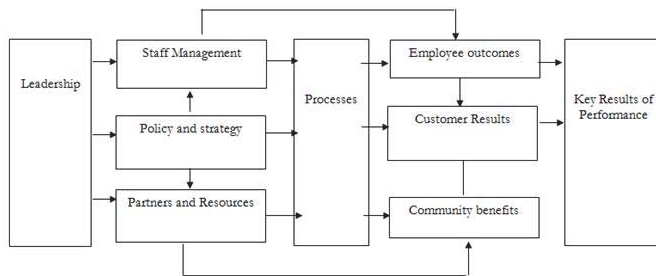 Leadership
Staff Management
Policy and strategy
Partners and Resources
Processes
Employee outcomes
Customer Results
Community benefits
Key Results of
Performance